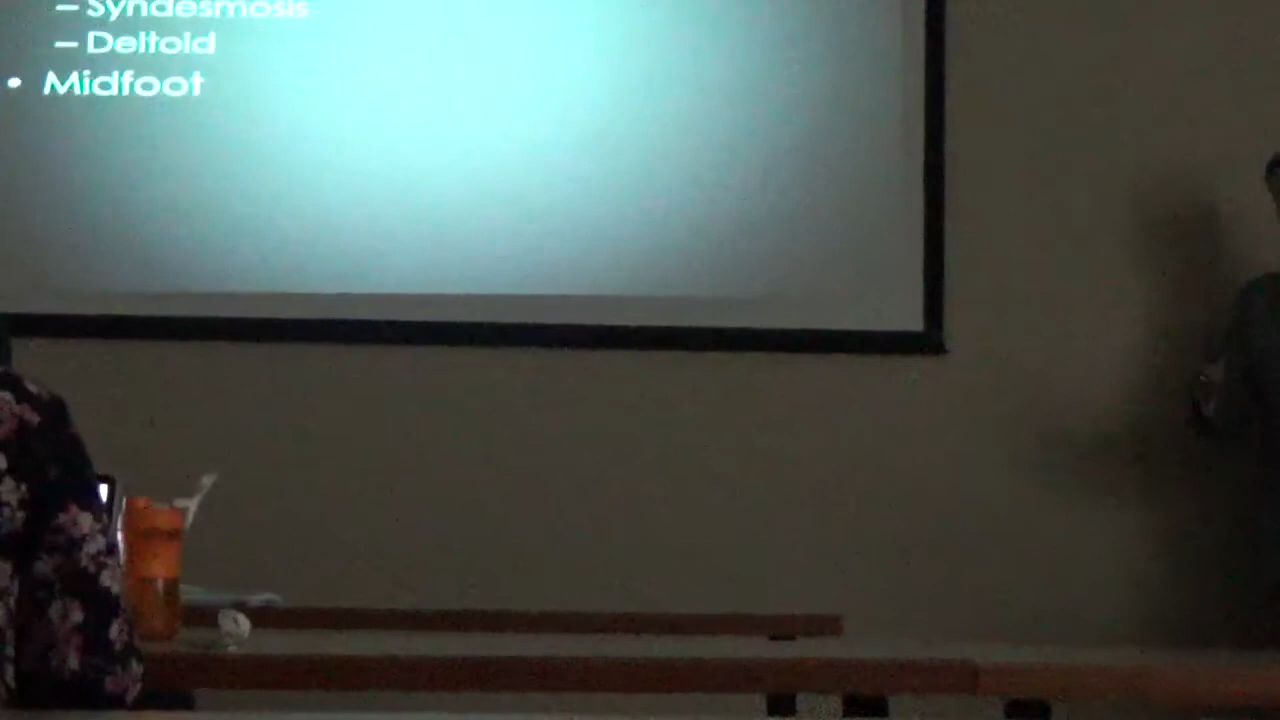 – Syndesmosis
– Deltoid
• Midfoot